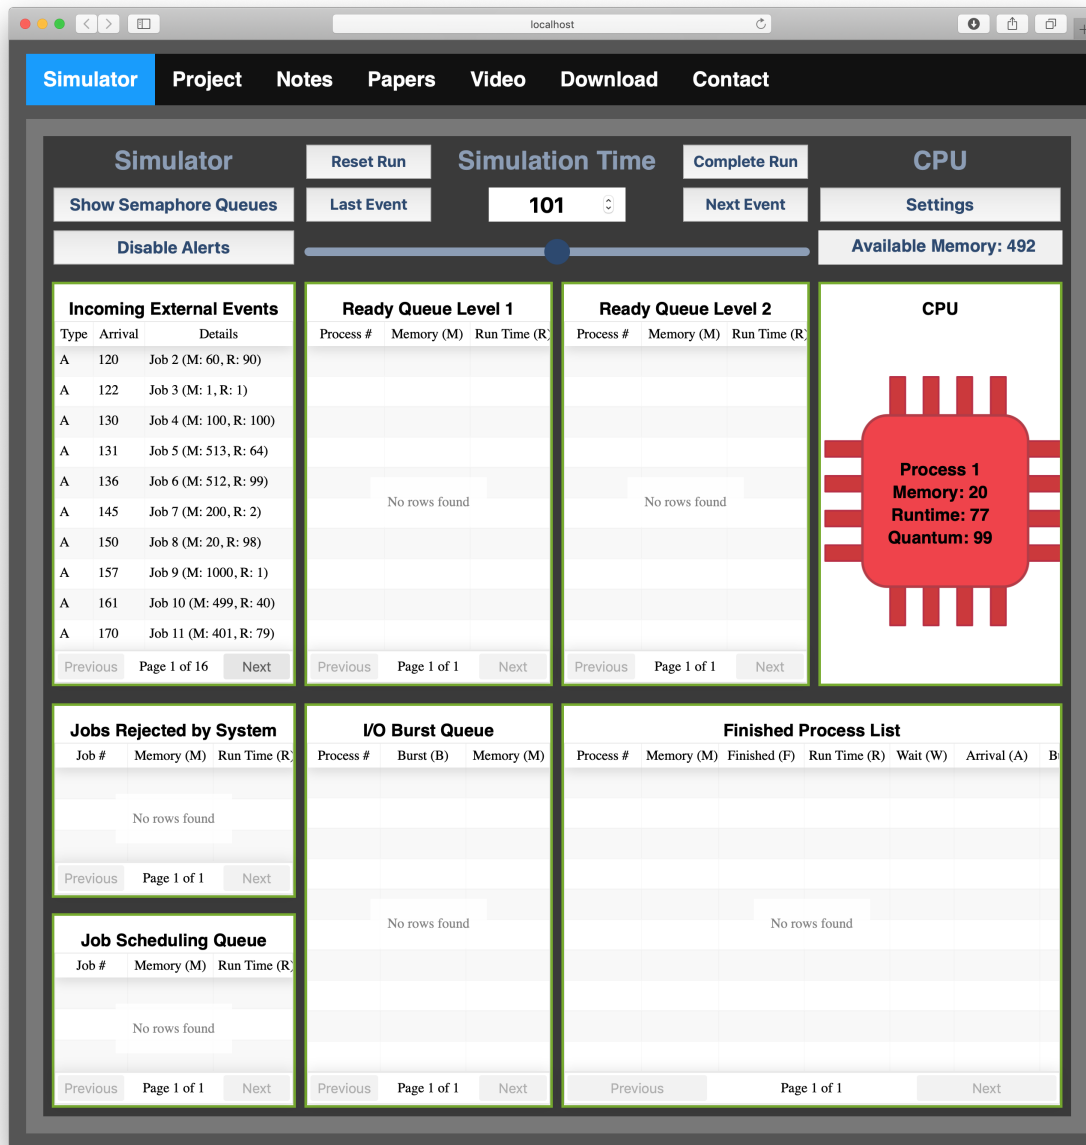 localhost
Simulator Project Notes Papers Video Download Contact
Simulator
Reset Run
Simulation Time
Complete Run
CPU
Show Semaphore Queues
Last Event
101
Next Event
Settings
Disable Alerts
Available Memory: 492
Incoming External Events
Type Arrival Details
A 120 Job 2 (M: 60, R: 90)
A 122 Job 3 (M: 1, R: 1)
A 130 Job 4 (M: 100, R: 100)
A 131 Job 5 (M: 513, R: 64)
A 136 Job 6 (M: 512, R: 99)
A 145 Job 7 (M: 200, R: 2)
A 150 Job 8 (M: 20, R: 98)
A 157 Job 9 (M: 1000, R: 1)
A 161 Job 10 (M: 499, R: 40)
A 170 Job 11 (M: 401, R: 79)
Previous Page 1 of 16 Next
Ready Queue Level 1
Process # Memory (M) Run Time (R)
No rows found
Previous Page 1 of 1 Next
Ready Queue Level 2
Process # Memory (M) Run Time (R)
No rows found
Previous Page 1 of 1 Next
CPU
Process 1
Memory: 20
Runtime: 77
Quantum: 99
Jobs Rejected by System
Job # Memory (M) Run Time (R)
No rows found
Previous Page 1 of 1 Next
Job Scheduling Queue
Job # Memory (M) Run Time (R)
No rows found
Previous Page 1 of 1 Next
I/O Burst Queue
Process # Burst (B) Memory (M)
No rows found
Previous Page 1 of 1 Next
Finished Process List
Process # Memory (M) Finished (F) Run Time (R) Wait (W) Arrival (A)
No rows found
Previous Page 1 of 1 Next